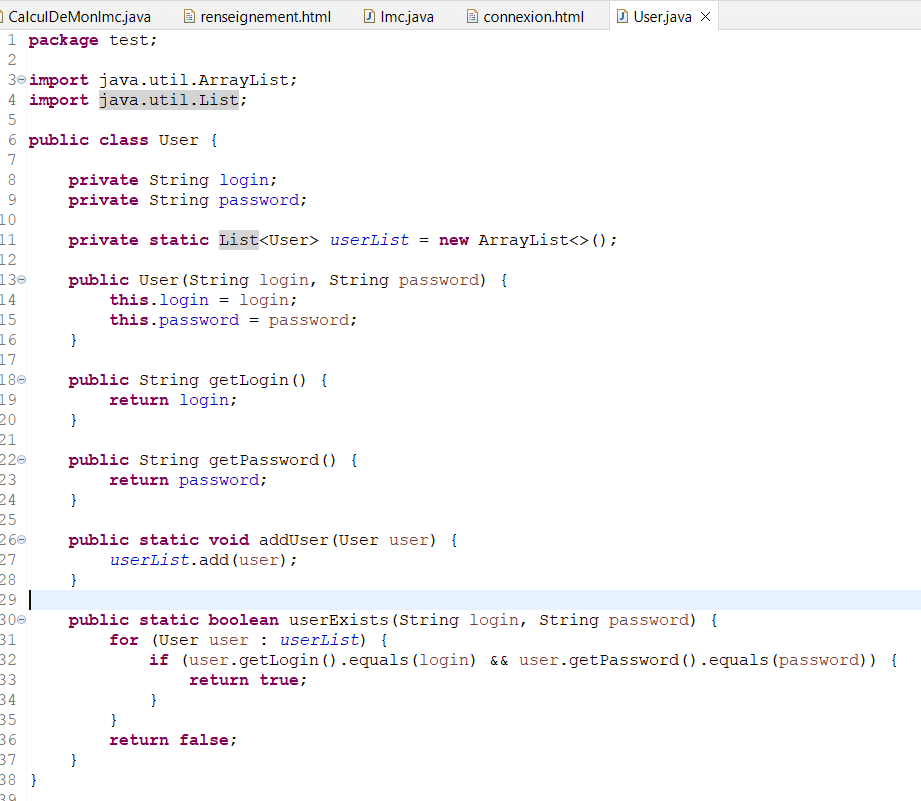 CalculDeMonImc.java renseignement.html Imc.java connexion.html User.java
1 package test;
2
3 import java.util.ArrayList;
4 import java.util.List;
5
6 public class User {
7
8     private String login;
9     private String password;
10
11     private static List<User> userList = new ArrayList<>();
12
13     public User(String login, String password) {
14         this.login = login;
15         this.password = password;
16     }
17
18     public String getLogin() {
19         return login;
20     }
21
22     public String getPassword() {
23         return password;
24     }
25
26     public static void addUser(User user) {
27         userList.add(user);
28     }
29
30     public static boolean userExists(String login, String password) {
31         for (User user : userList) {
32             if (user.getLogin().equals(login) && user.getPassword().equals(password)) {
33                 return true;
34             }
35         }
36         return false;
37     }
38 }
39